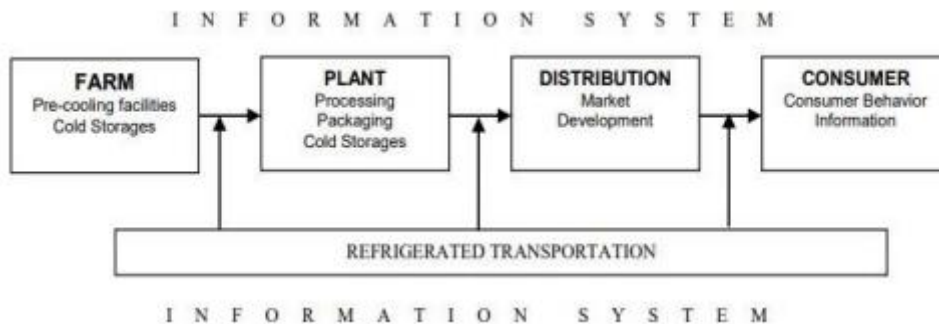 I N F O R M A T I O N   S Y S T E M
FARM
Pre-cooling facilities
Cold Storages
PLANT
Processing
Packaging
Cold Storages
DISTRIBUTION
Market
Development
CONSUMER
Consumer Behavior
Information
REFRIGERATED TRANSPORTATION
I N F O R M A T I O N   S Y S T E M